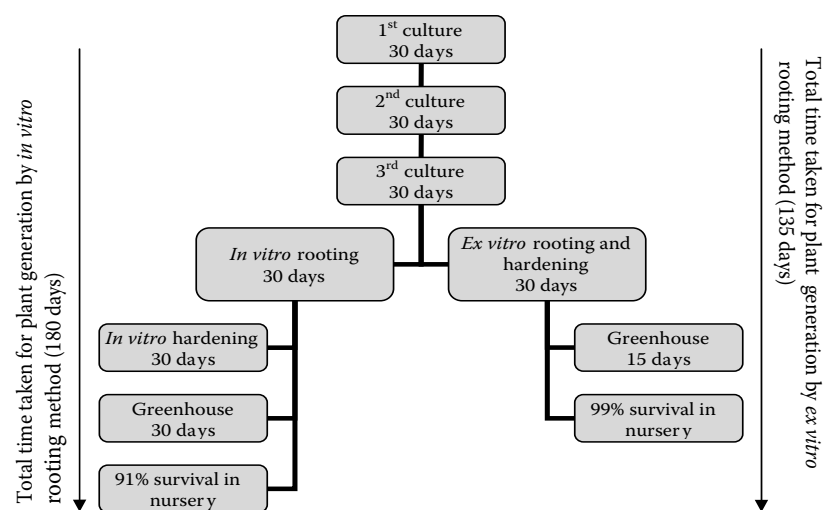 1st culture
30 days
2nd culture
30 days
3rd culture
30 days
In vitro rooting
30 days
Ex vitro rooting and
hardening
30 days
In vitro hardening
30 days
Greenhouse
30 days
91% survival in
nursery
Greenhouse
15 days
99% survival in
nursery
Total time taken for plant generation by in vitro
rooting method (180 days)
Total time taken for plant generation by ex vitro
rooting method (135 days)